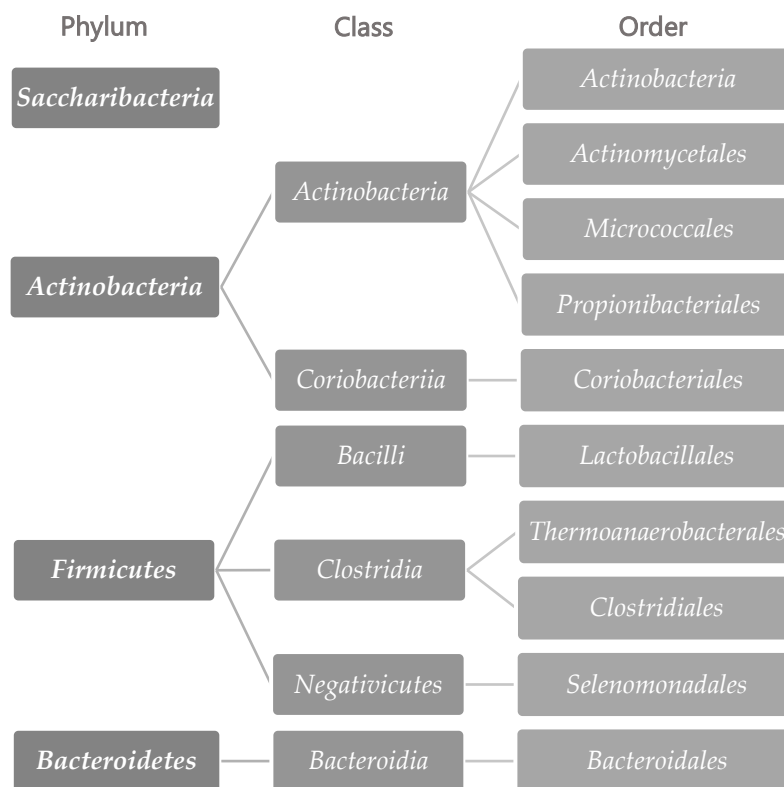 Phylum Class Order
Saccharibacteria
Actinobacteria
Actinobacteria
Actinomycetales
Micrococcales
Propionibacteriales
Actinobacteria
Coriobacteriia
Coriobacteriales
Firmicutes
Bacilli
Lactobacillales
Clostridia
Thermoanaerobacterales
Clostridiales
Negativicutes
Selenomonadales
Bacteroidetes
Bacteroidia
Bacteroidales